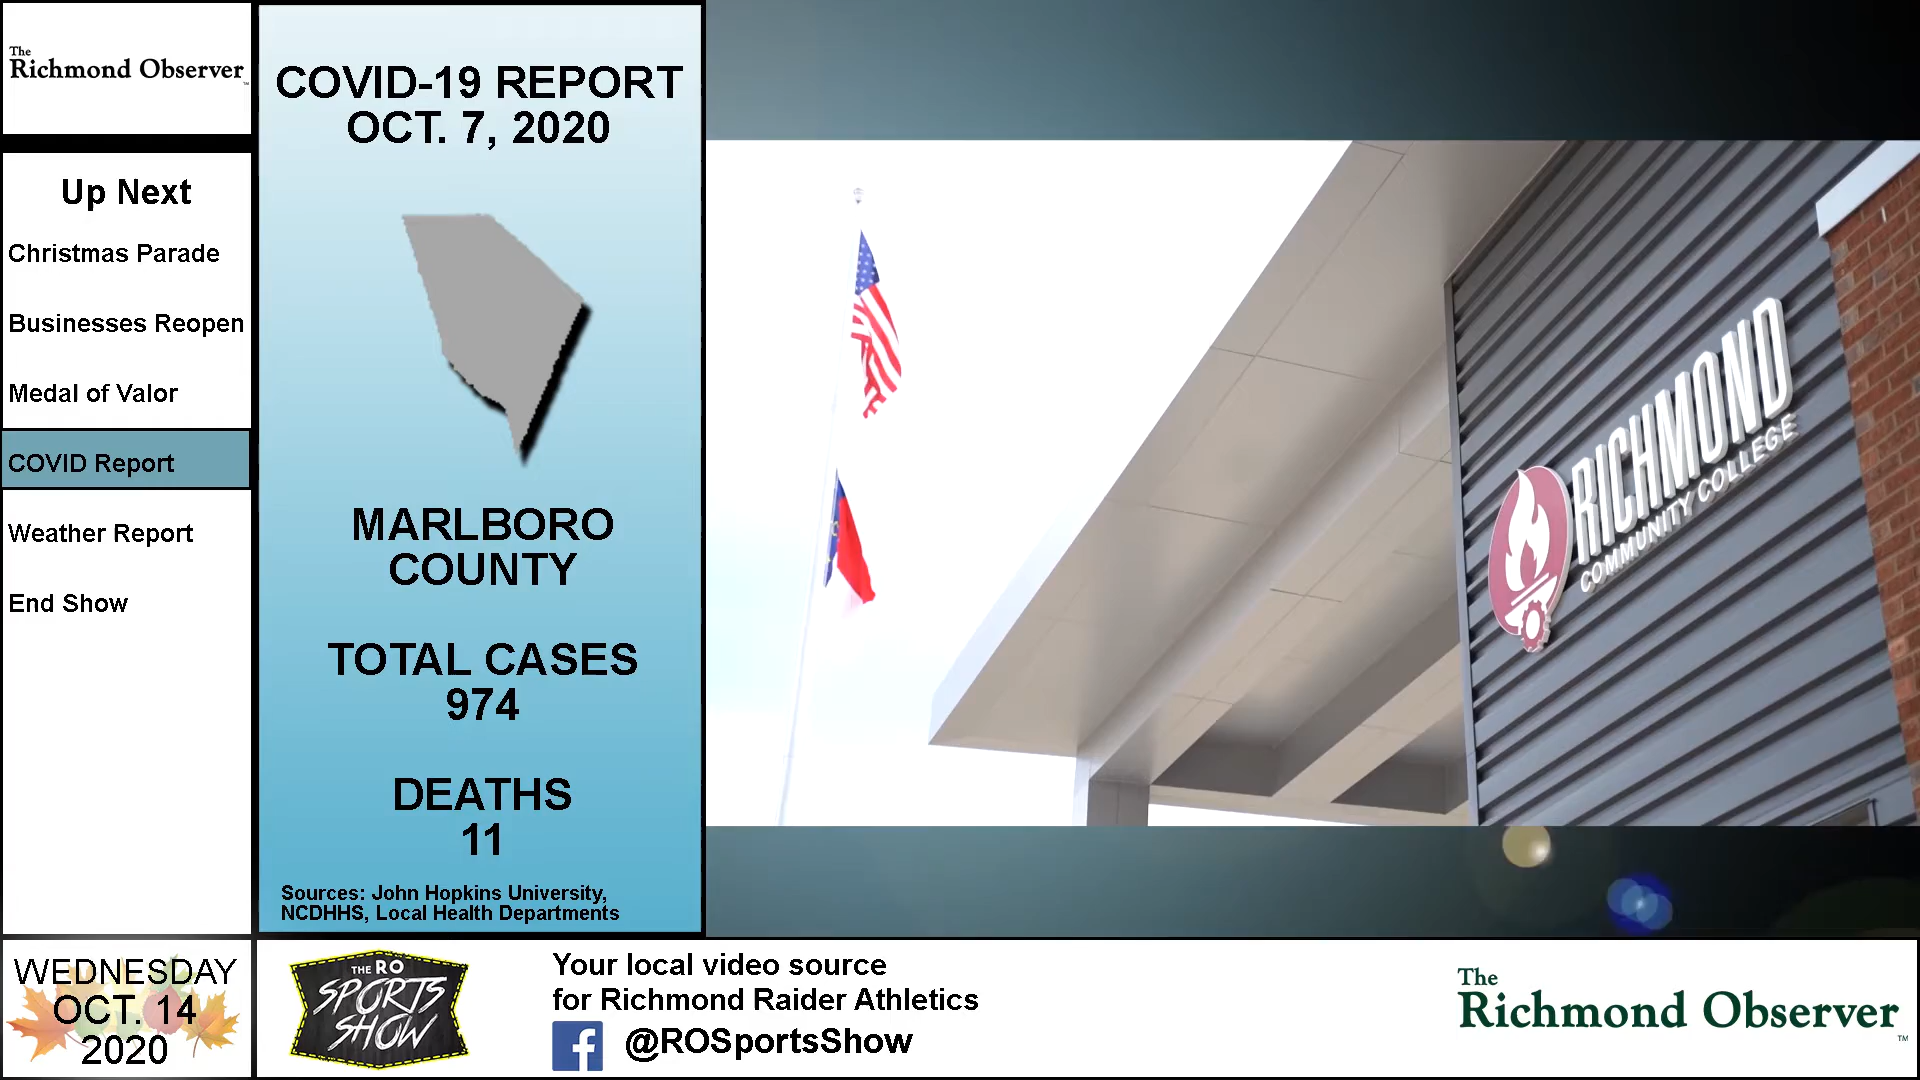 The
Richmond Observer
Up Next
Christmas Parade
Businesses Reopen
Medal of Valor
COVID Report
Weather Report
End Show
COVID-19 REPORT
OCT. 7, 2020
MARLBORO
COUNTY
TOTAL CASES
974
DEATHS
11
Sources: John Hopkins University,
NCDHHS, Local Health Departments
RICHMOND
COMMUNITY COLLEGE
WEDNESDAY
OCT. 14
2020
THE RO
SPORTS
SHOW
Your local video source
for Richmond Raider Athletics
@ROSportsShow
The
Richmond Observer
TM